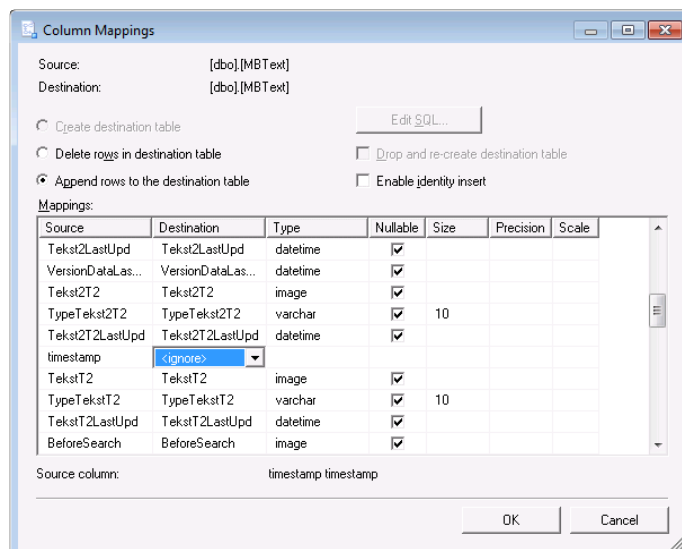 Column Mappings
Source: [dbo].[MBText]
Destination: [dbo].[MBText]
Create destination table Edit SQL...
Delete rows in destination table Drop and re-create destination table
Append rows to the destination table Enable identity insert
Mappings:
Source Destination Type Nullable Size Precision Scale
Tekst2LastUpd Tekst2LastUpd datetime
VersionDataLas... VersionDataLas... datetime
Tekst2T2 Tekst2T2 image
TypeTekst2T2 TypeTekst2T2 varchar 10
Tekst2T2LastUpd Tekst2T2LastUpd datetime
timestamp <ignore>
TekstT2 TekstT2 image
TypeTekstT2 TypeTekstT2 varchar 10
TekstT2LastUpd TekstT2LastUpd datetime
BeforeSearch BeforeSearch image
Source column: timestamp timestamp
OK Cancel